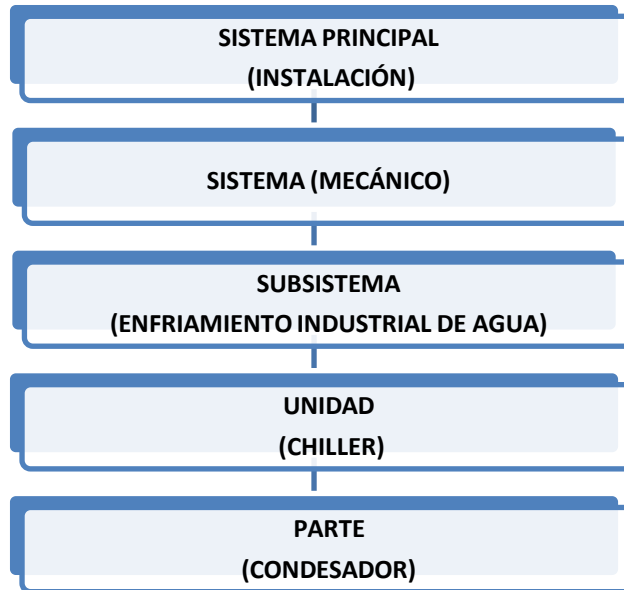 SISTEMA PRINCIPAL
(INSTALACIÓN)
SISTEMA (MECÁNICO)
SUBSISTEMA
(ENFRIAMIENTO INDUSTRIAL DE AGUA)
UNIDAD
(CHILLER)
PARTE
(CONDESADOR)